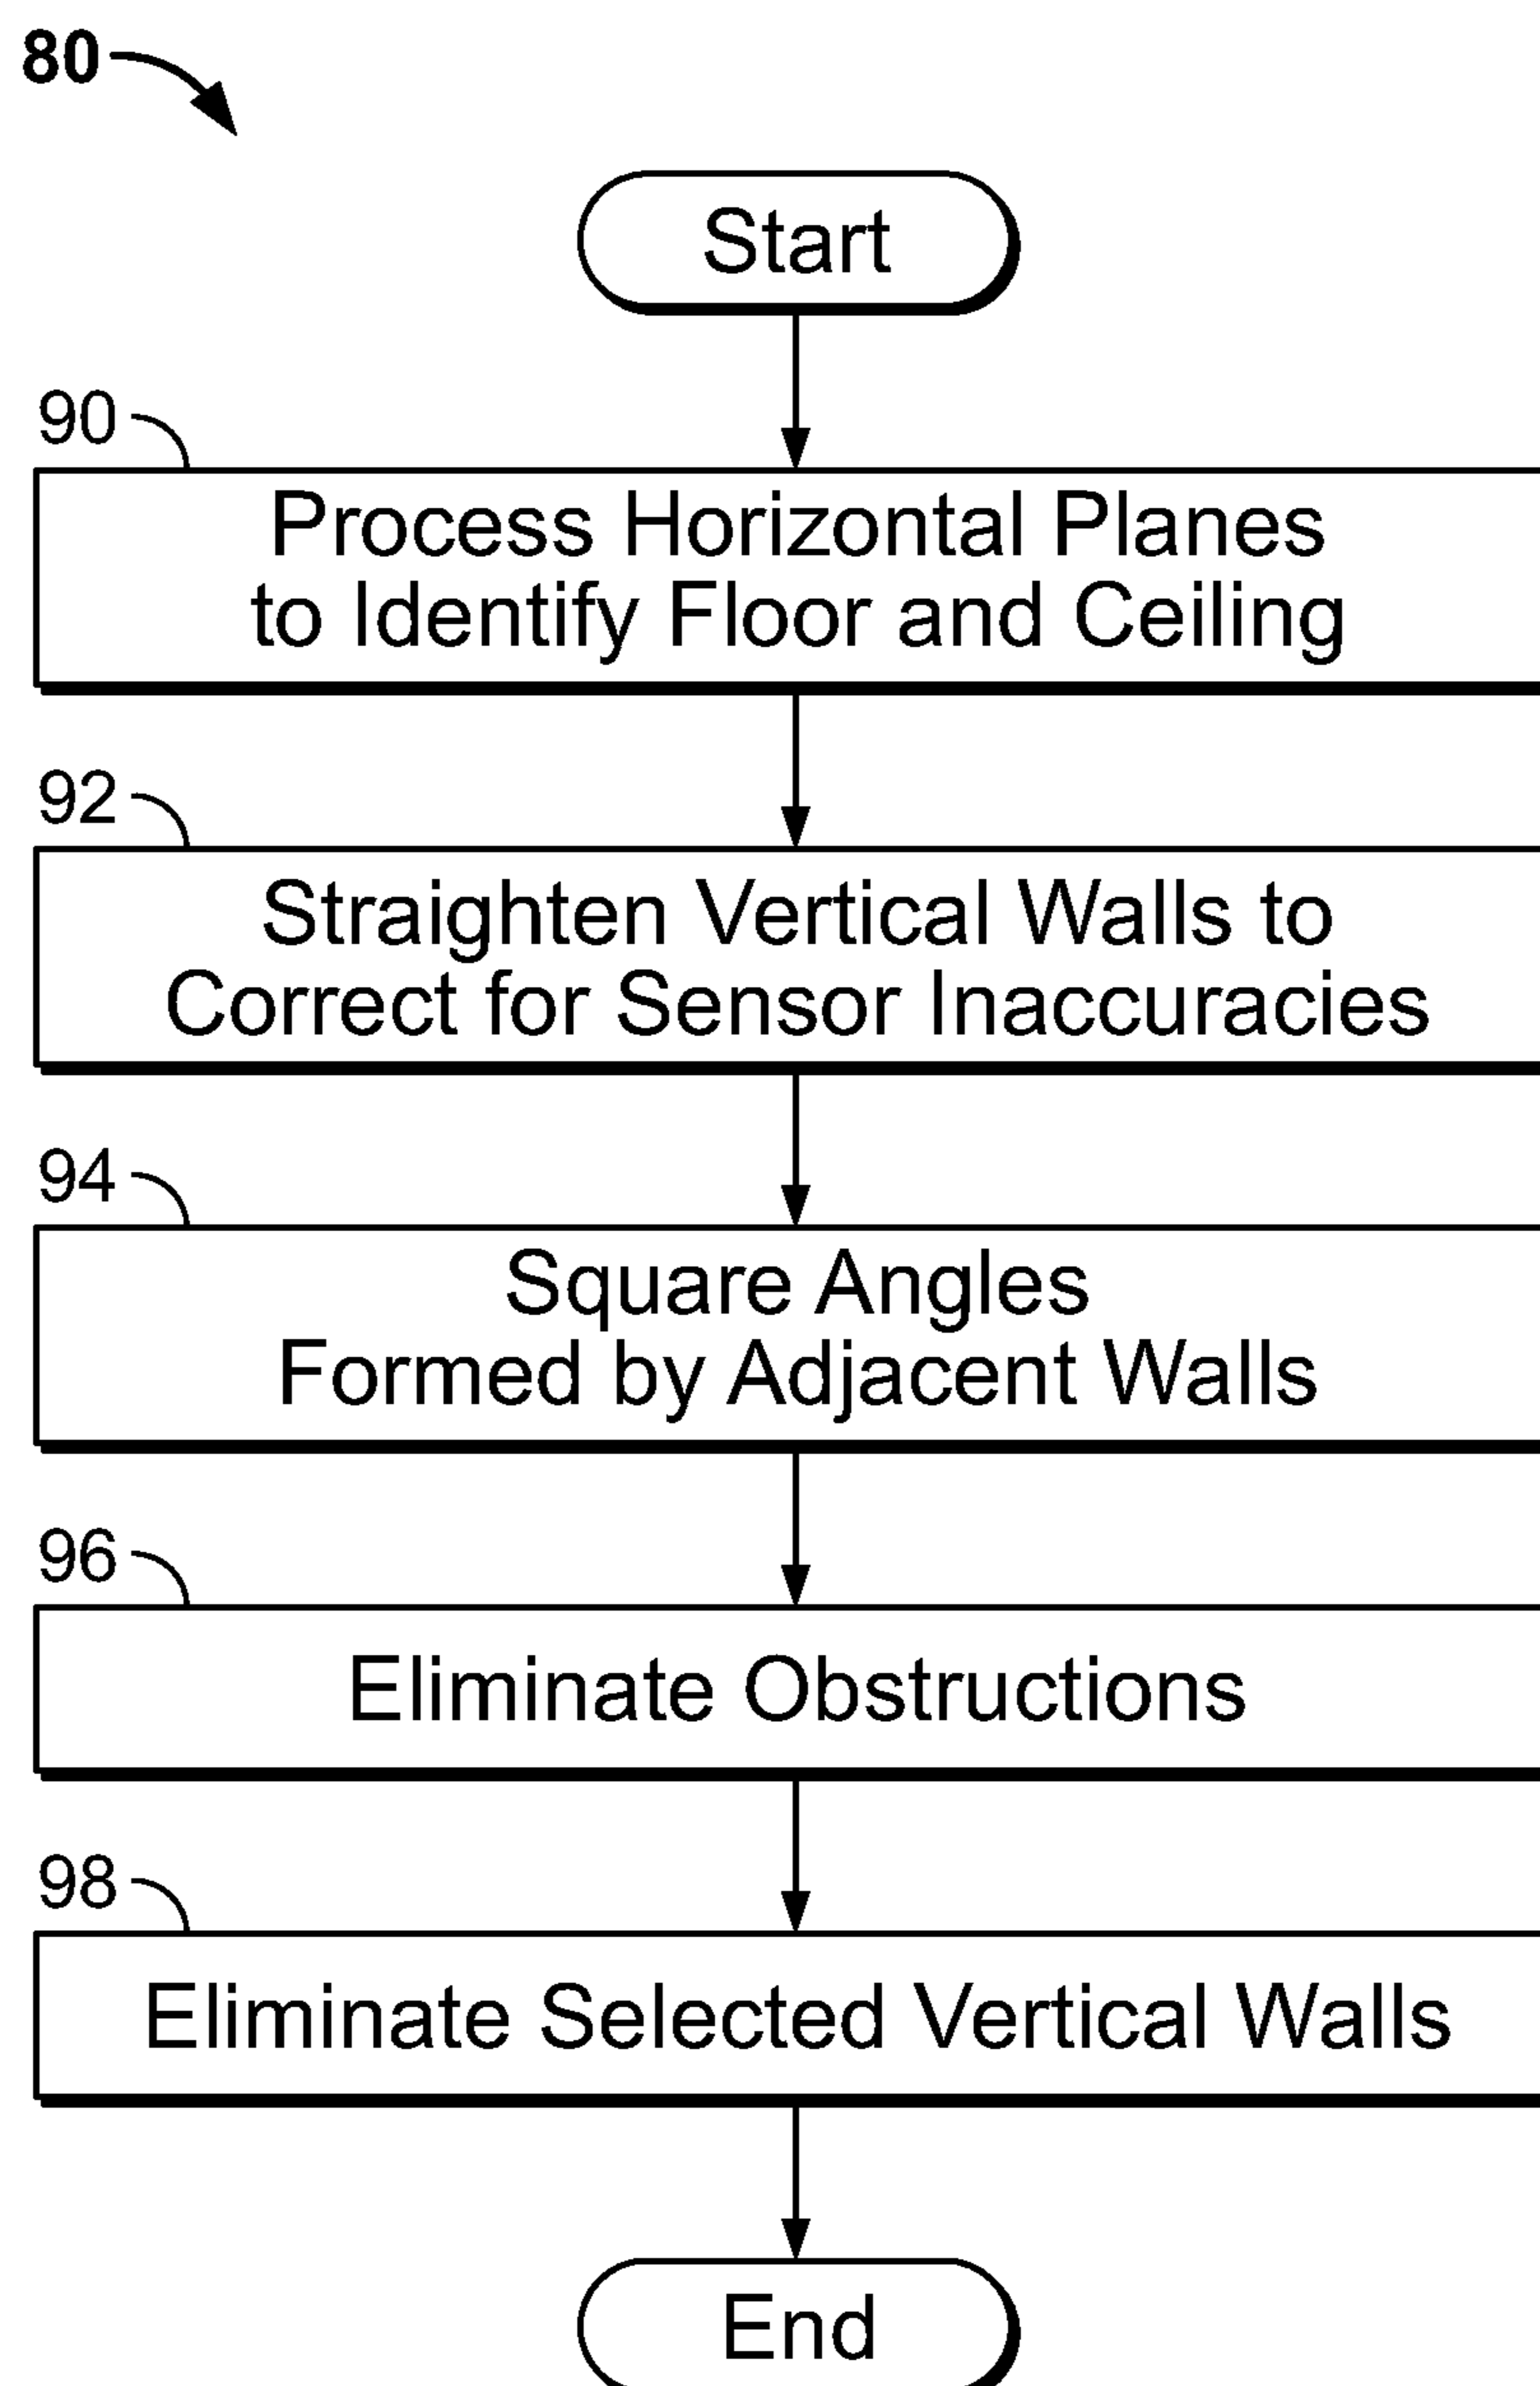 80
Start
90
Process Horizontal Planes
to Identify Floor and Ceiling
92
Straighten Vertical Walls to
Correct for Sensor Inaccuracies
94
Square Angles
Formed by Adjacent Walls
96
Eliminate Obstructions
98
Eliminate Selected Vertical Walls
End